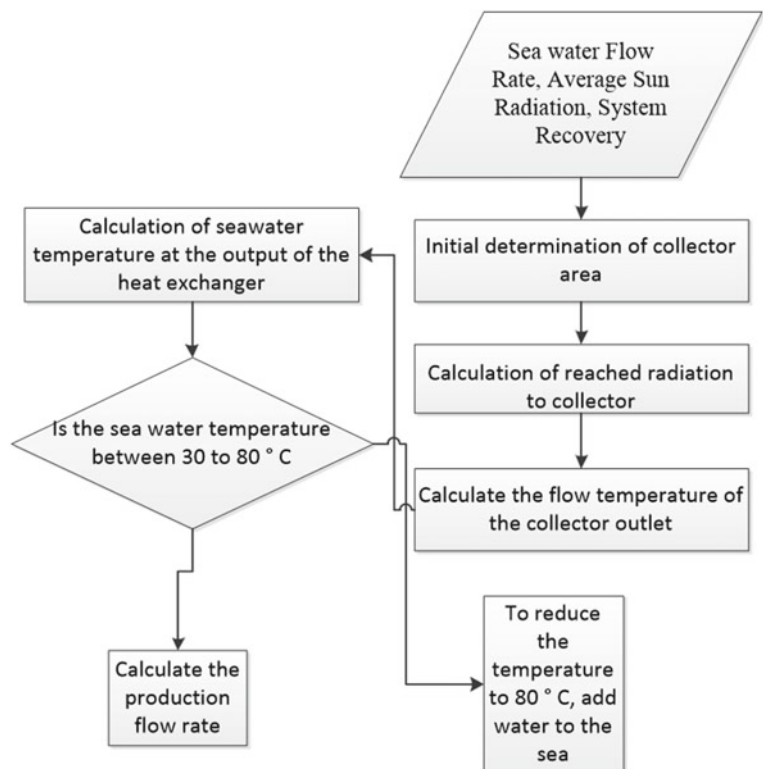 Sea water Flow
Rate, Average Sun
Radiation, System
Recovery
Initial determination of collector
area
Calculation of reached radiation
to collector
Calculate the flow temperature of
the collector outlet
Calculation of seawater
temperature at the output of the
heat exchanger
Is the sea water temperature
between 30 to 80 ° C
Calculate the
production
flow rate
To reduce
the
temperature
to 80 ° C, add
water to the
sea